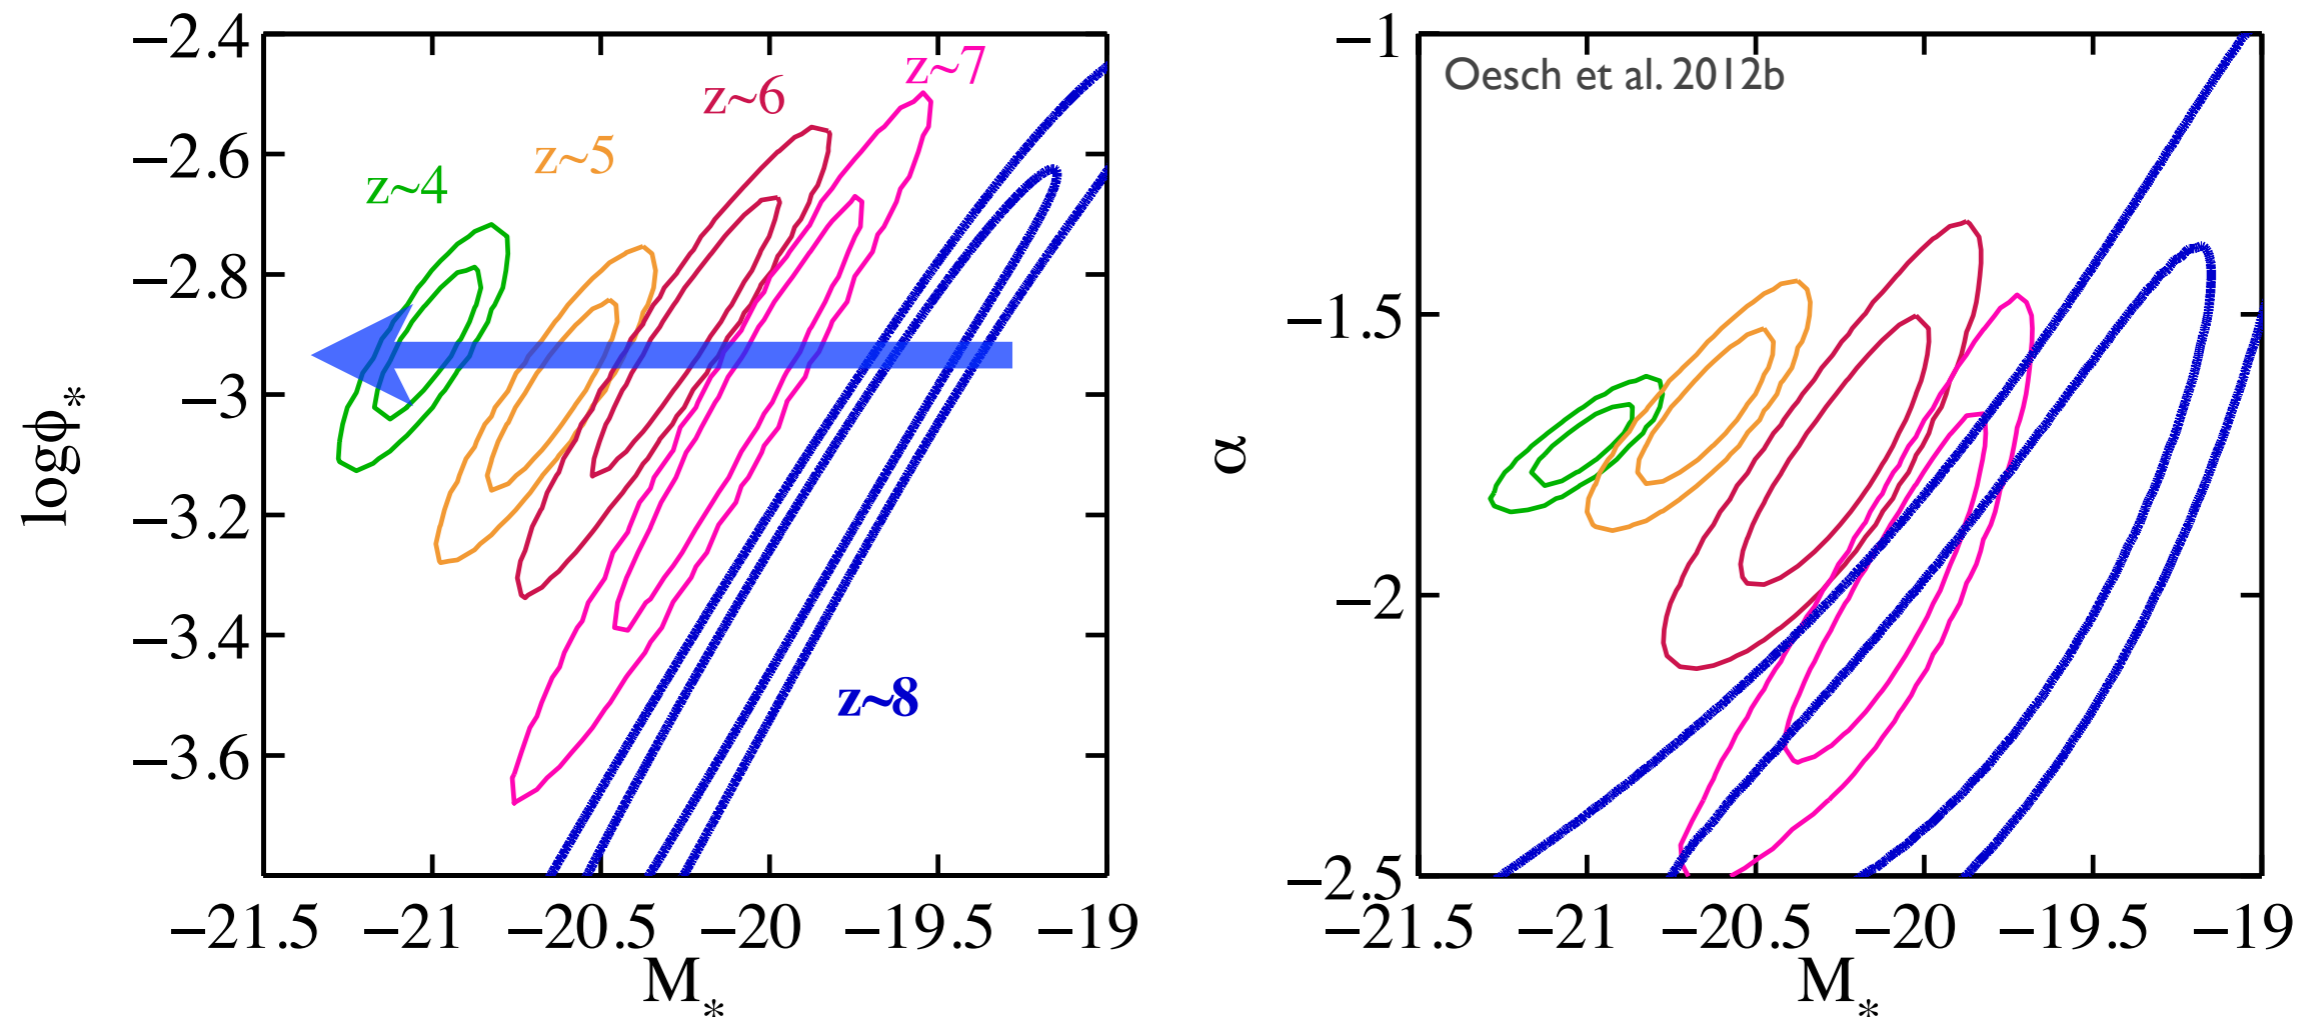 −2.4
−2.6
−2.8
−3
−3.2
−3.4
−3.6
logϕ*
z~4
z~5
z~6
z~7
z~8
−21.5 −21 −20.5 −20 −19.5 −19
M*
−1
−1.5
−2
−2.5
α
Oesch et al. 2012b
−21.5 −21 −20.5 −20 −19.5 −19
M*